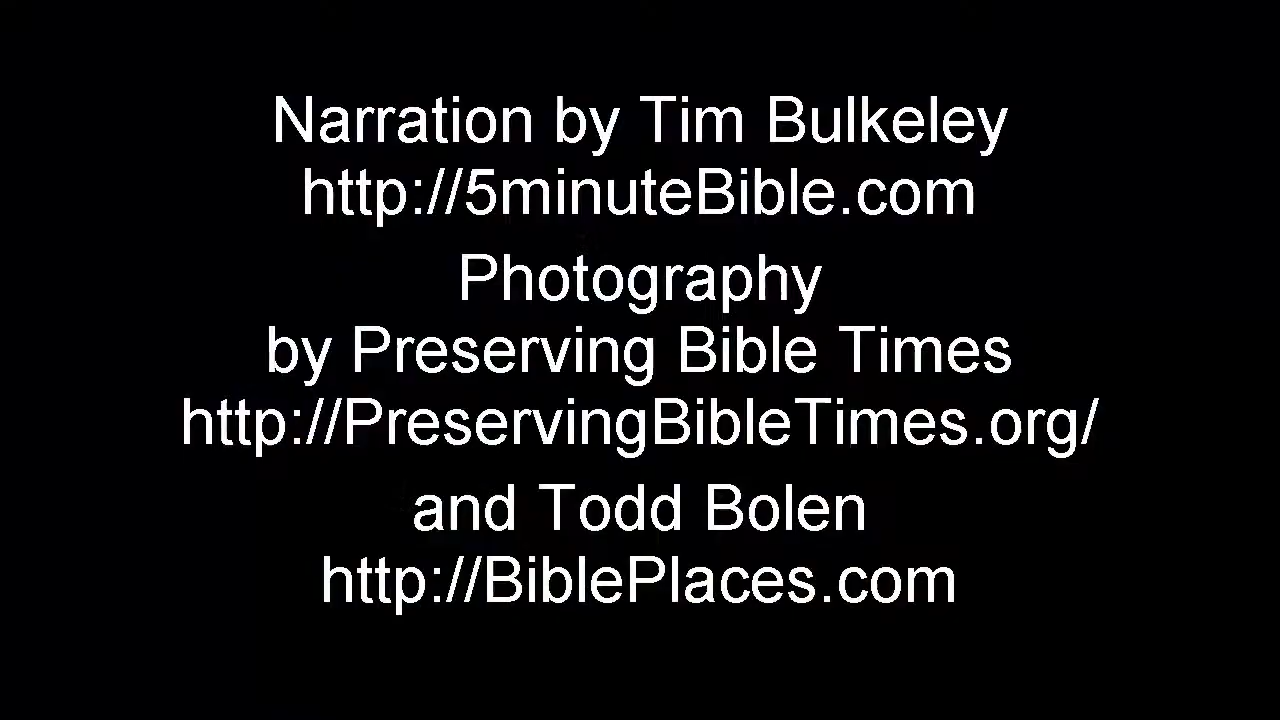 Narration by Tim Bulkeley
http://5minuteBible.com
Photography
by Preserving Bible Times
http://PreservingBibleTimes.org/
and Todd Bolen
http://BiblePlaces.com